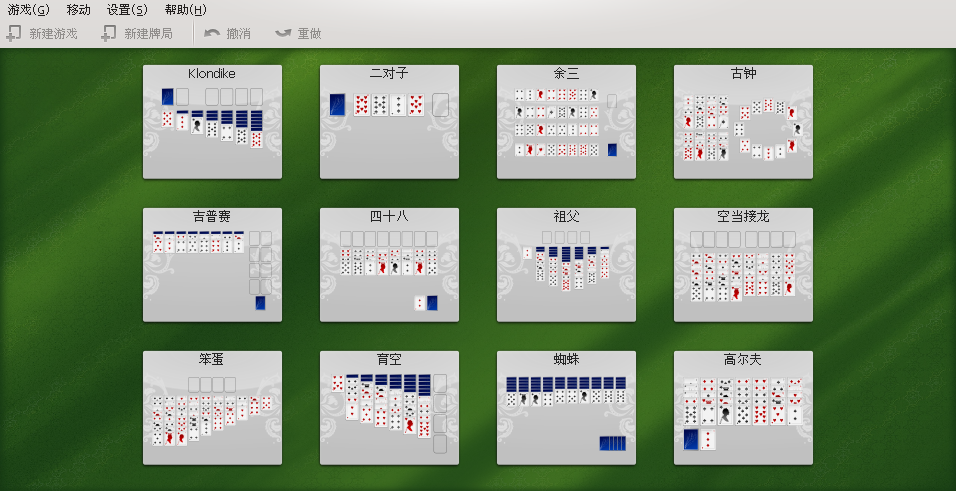 游戏(G) 移动 设置(S) 帮助(H)
新建游戏 新建牌局 撤消 重做
Klondike 二对子 余三 古钟
吉普赛 四十八 祖父 空当接龙
笨蛋 育空 蜘蛛 高尔夫